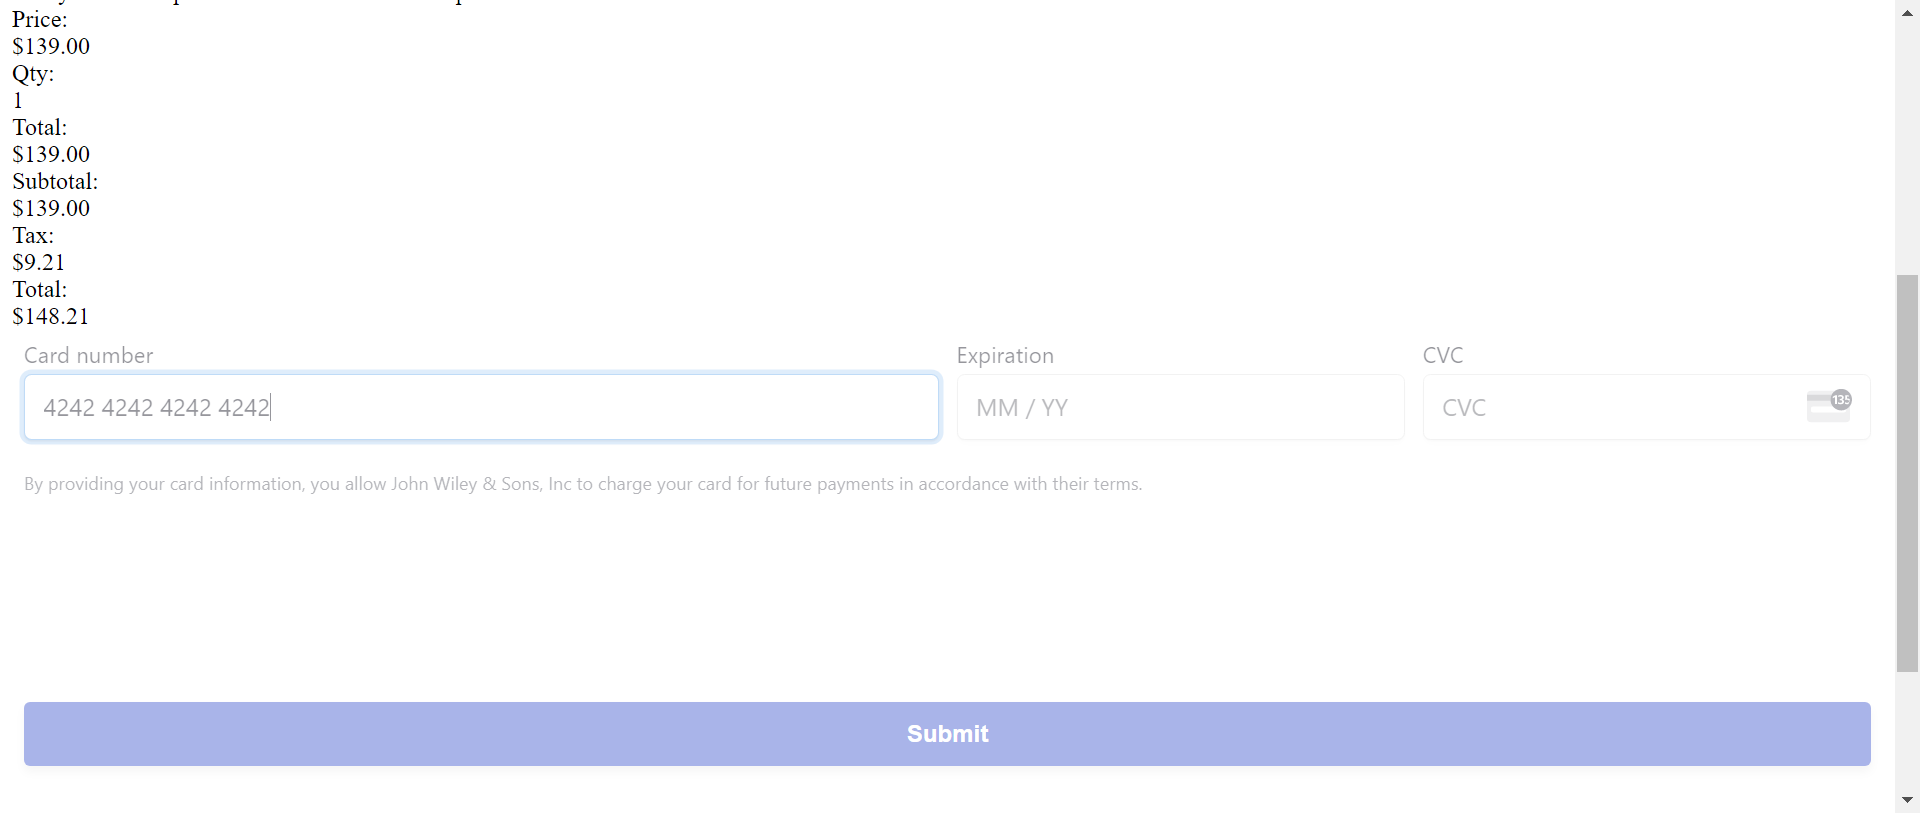 Price:
$139.00
Qty:
1
Total:
$139.00
Subtotal:
$139.00
Tax:
$9.21
Total:
$148.21
Card number
Expiration
CVC
4242 4242 4242 4242
MM / YY
CVC
135
By providing your card information, you allow John Wiley & Sons, Inc to charge your card for future payments in accordance with their terms.
Submit